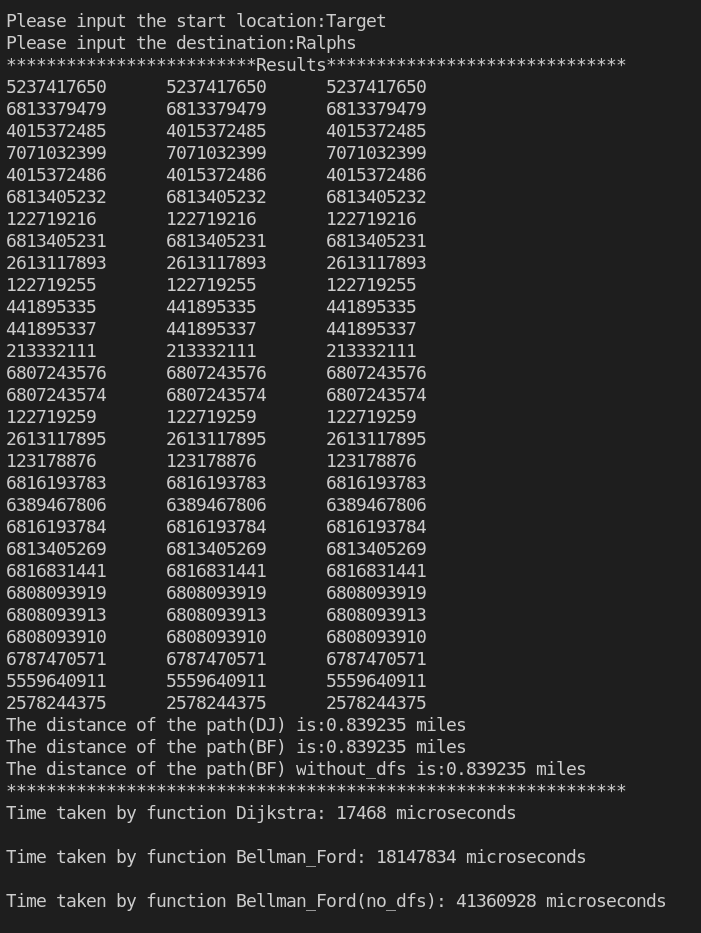 Please input the start location:Target
Please input the destination:Ralphs
*************************Results******************************
5237417650      5237417650      5237417650
6813379479      6813379479      6813379479
4015372485      4015372485      4015372485
7071032399      7071032399      7071032399
4015372486      4015372486      4015372486
6813405232      6813405232      6813405232
122719216       122719216       122719216
6813405231      6813405231      6813405231
2613117893      2613117893      2613117893
122719255       122719255       122719255
441895335       441895335       441895335
441895337       441895337       441895337
213332111       213332111       213332111
6807243576      6807243576      6807243576
6807243574      6807243574      6807243574
122719259       122719259       122719259
2613117895      2613117895      2613117895
123178876       123178876       123178876
6816193783      6816193783      6816193783
6389467806      6389467806      6389467806
6816193784      6816193784      6816193784
6813405269      6813405269      6813405269
6816831441      6816831441      6816831441
6808093919      6808093919      6808093919
6808093913      6808093913      6808093913
6808093910      6808093910      6808093910
6787470571      6787470571      6787470571
5559640911      5559640911      5559640911
2578244375      2578244375      2578244375
The distance of the path(DJ) is:0.839235 miles
The distance of the path(BF) is:0.839235 miles
The distance of the path(BF) without_dfs is:0.839235 miles
**************************************************************
Time taken by function Dijkstra: 17468 microseconds
Time taken by function Bellman_Ford: 18147834 microseconds
Time taken by function Bellman_Ford(no_dfs): 41360928 microseconds